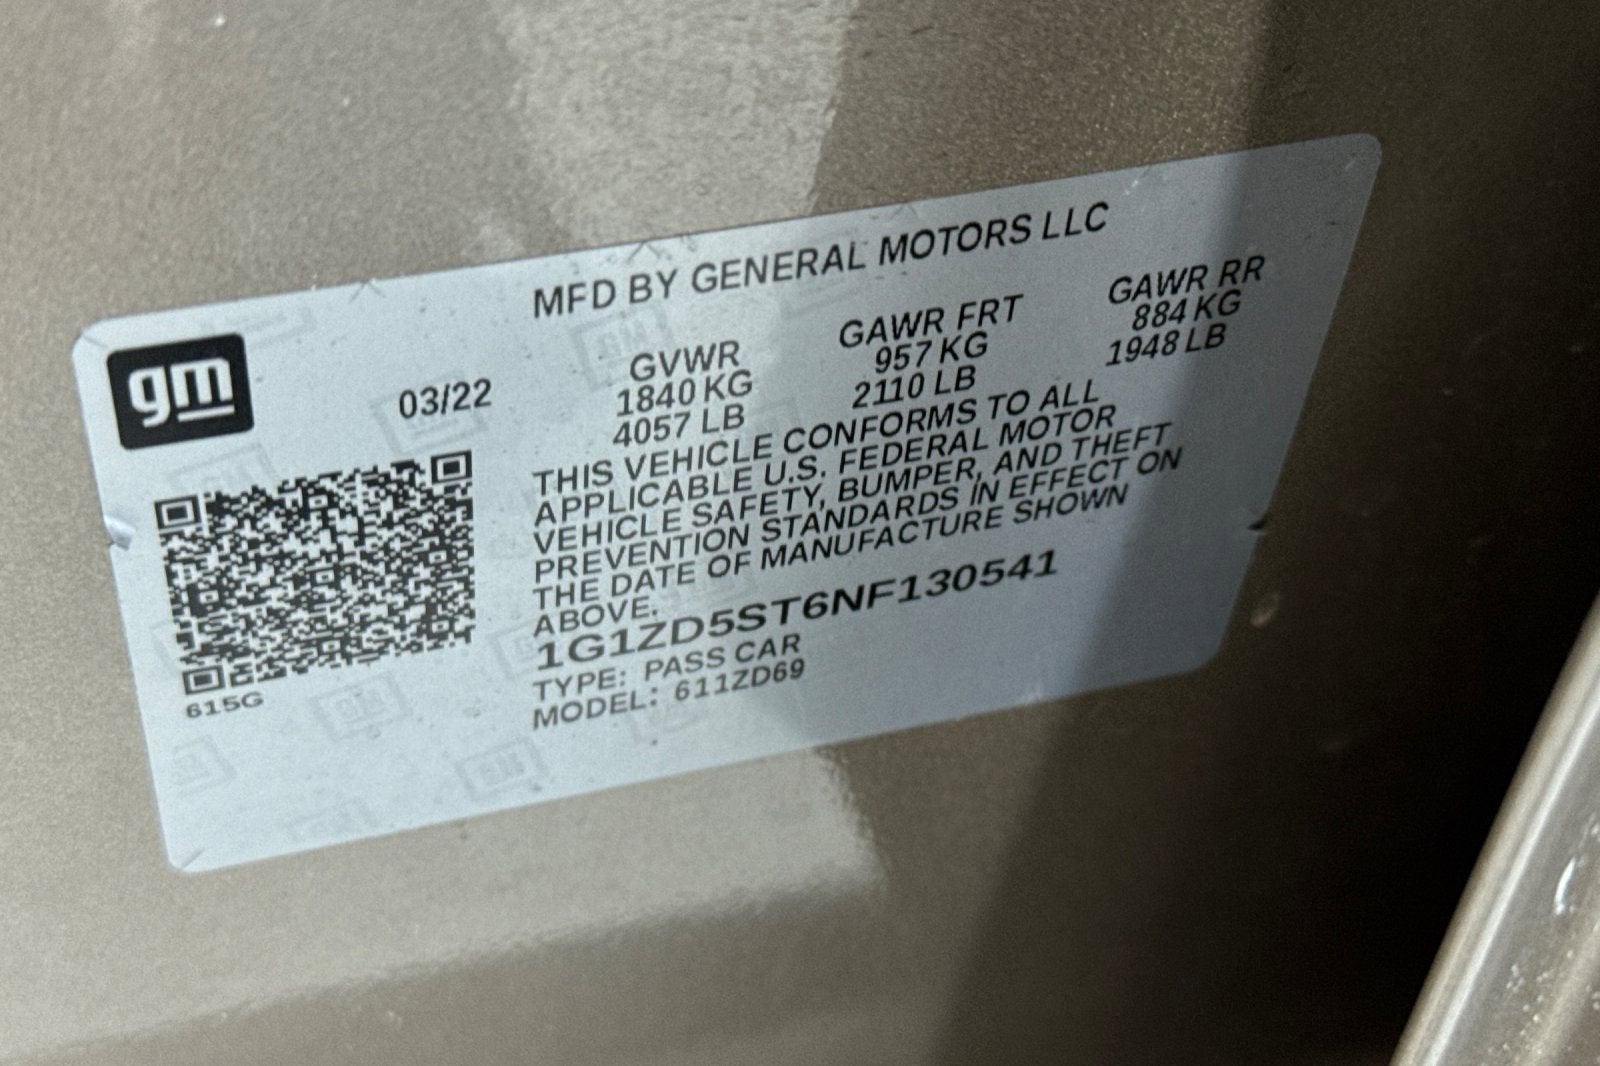 MFD BY GENERAL MOTORS LLC
gm
03/22
GVWR
1840 KG
4057 LB
GAWR FRT
957 KG
2110 LB
GAWR RR
884 KG
1948 LB
THIS VEHICLE CONFORMS TO ALL
APPLICABLE U.S. FEDERAL MOTOR
VEHICLE SAFETY, BUMPER, AND THEFT
PREVENTION STANDARDS IN EFFECT ON
THE DATE OF MANUFACTURE SHOWN
ABOVE.
1G1ZD5ST6NF130541
TYPE: PASS CAR
MODEL: 611ZD69
615G